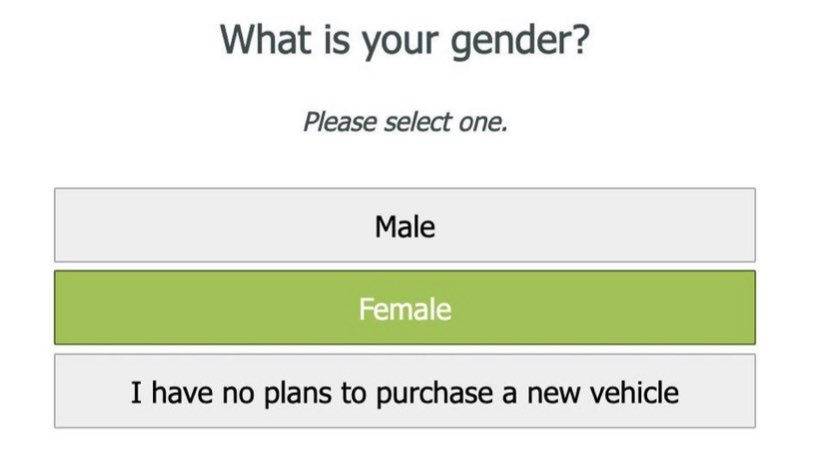 What is your gender?
Please select one.
Male
Female
I have no plans to purchase a new vehicle